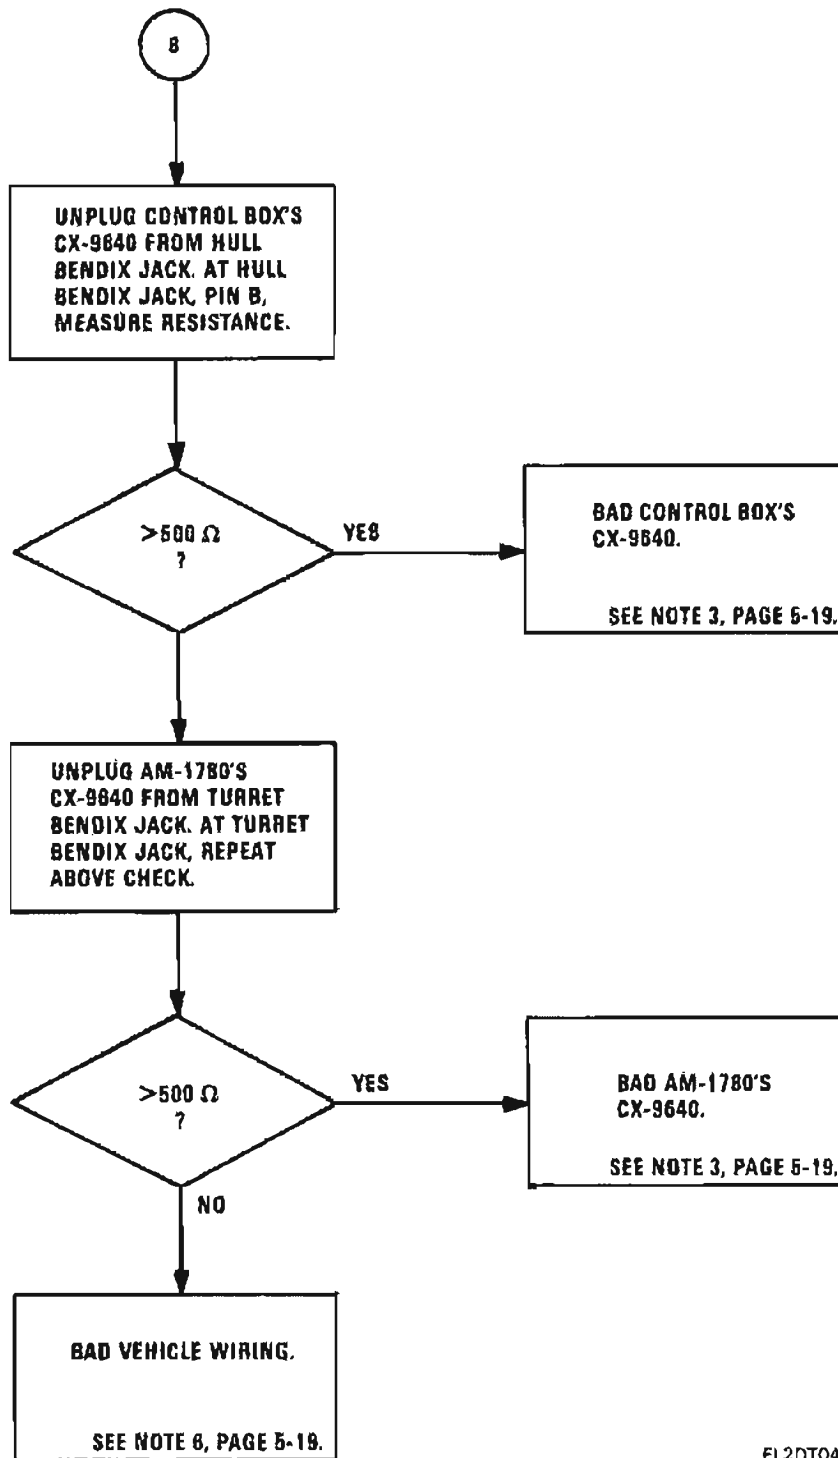 B
UNPLUG CONTROL BOX'S
CX-9640 FROM HULL
BENDIX JACK. AT HULL
BENDIX JACK, PIN B,
MEASURE RESISTANCE.
>500 Ω
?
YES
BAD CONTROL BOX'S
CX-9640.
SEE NOTE 3, PAGE 5-19.
UNPLUG AM-1780'S
CX-9640 FROM TURRET
BENDIX JACK. AT TURRET
BENDIX JACK, REPEAT
ABOVE CHECK.
>500 Ω
?
YES
BAD AM-1780'S
CX-9640.
SEE NOTE 3, PAGE 5-19.
NO
BAD VEHICLE WIRING.
SEE NOTE 6, PAGE 5-19.